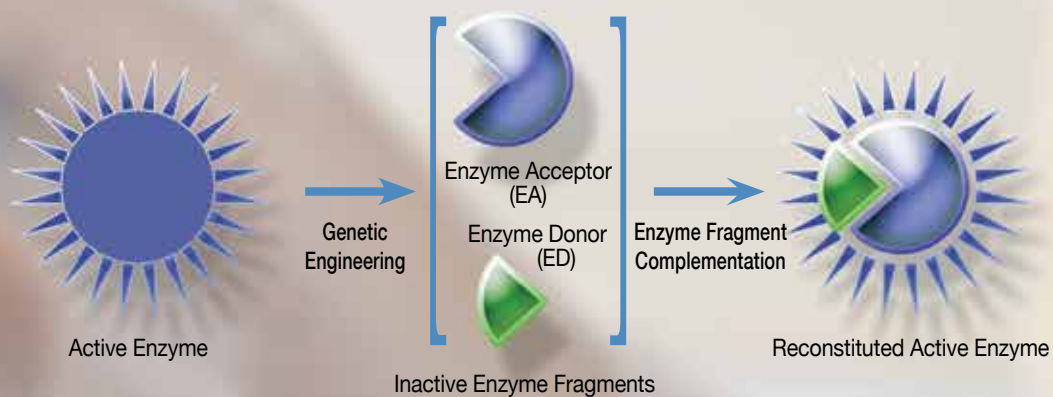 Active Enzyme
Genetic
Engineering
Enzyme Acceptor
(EA)
Enzyme Donor
(ED)
Inactive Enzyme Fragments
Enzyme Fragment
Complementation
Reconstituted Active Enzyme